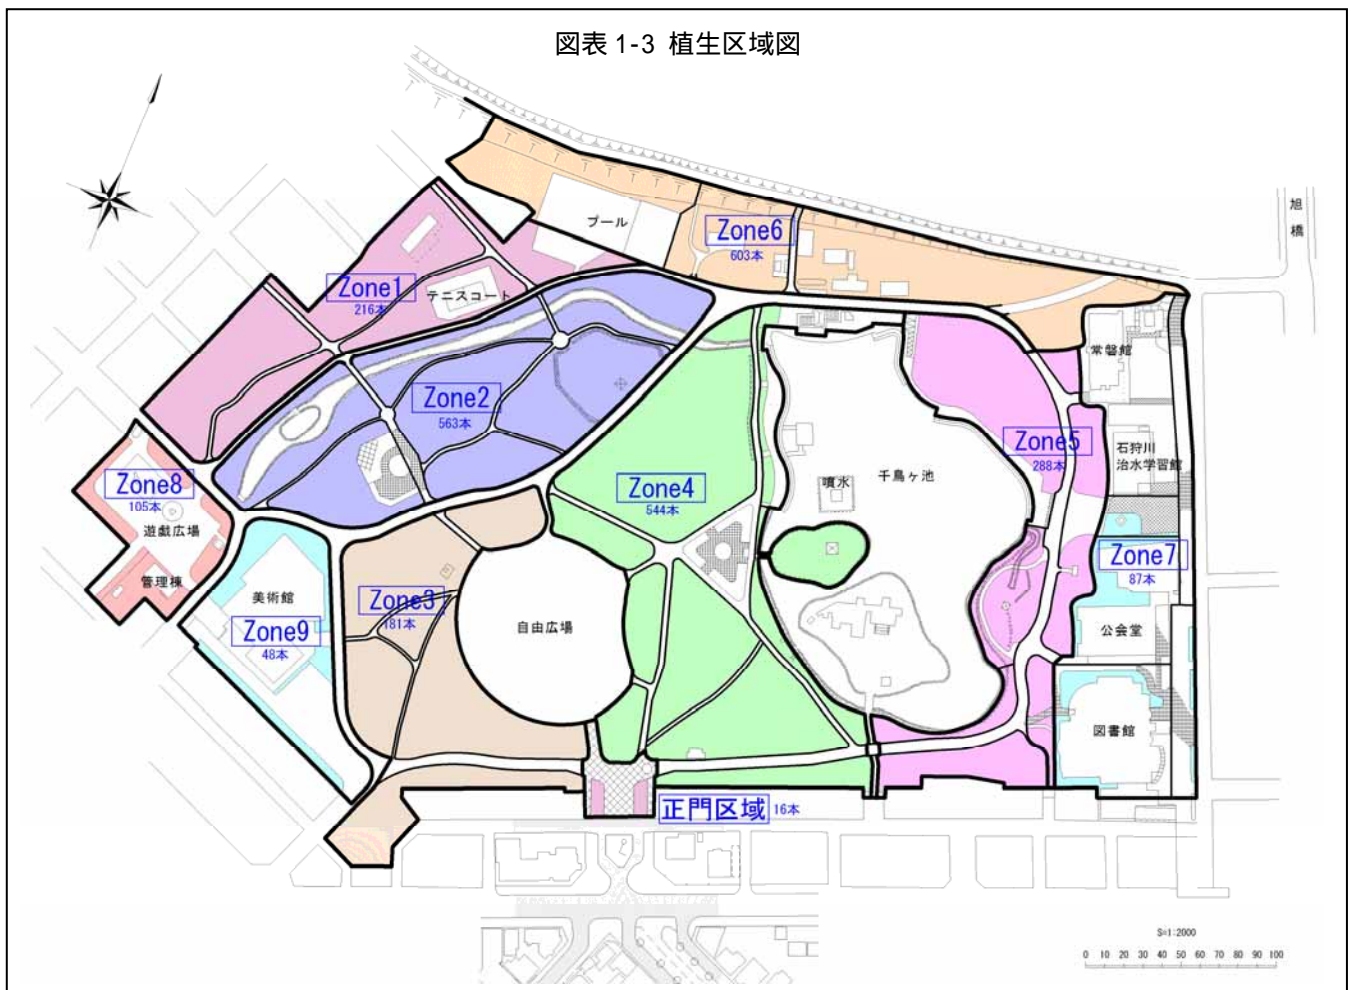 図表 1-3 植生区域図
旭
橋
プール
Zone6
603本
Zone1
216本
テニスコート
常磐館
Zone2
563本
Zone5
288本
石狩川
治水学習館
Zone8
105本
遊戯広場
管理棟
Zone4
544本
噴水
千鳥ヶ池
Zone7
87本
美術館
Zone9
48本
Zone3
181本
自由広場
公会堂
図書館
正門区域
16本
S=1:2000
0 10 20 30 40 50 60 70 80 90 100